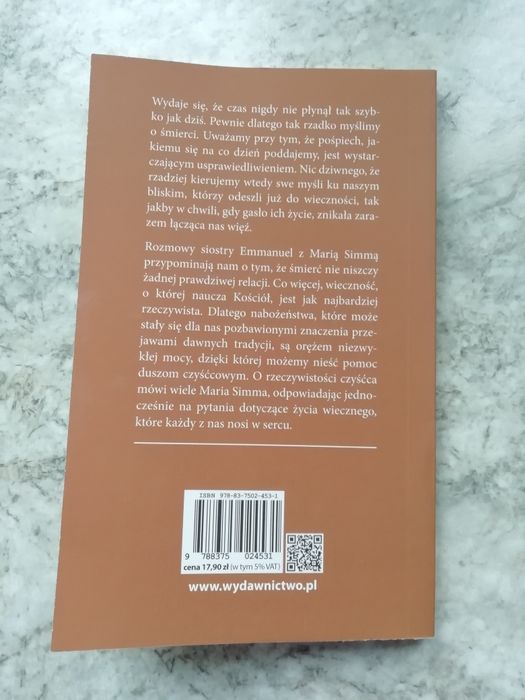 Wydaje się, że czas nigdy nie płynął tak szyb-
ko jak dziś. Pewnie dlatego tak rzadko myślimy
o śmierci. Uważamy przy tym, że pośpiech, ja-
kiemu się na co dzień poddajemy, jest wystar-
czającym usprawiedliwieniem. Nic dziwnego, że
rzadziej kierujemy wtedy swe myśli ku naszym
bliskim, którzy odeszli już do wieczności, tak
jakby w chwili, gdy gasło ich życie, znikała zara-
zem łącząca nas więź.
Rozmowy siostry Emmanuel z Marią Simmą
przypominają nam o tym, że śmierć nie niszczy
żadnej prawdziwej relacji. Co więcej, wieczność,
o której naucza Kościół, jest jak najbardziej
rzeczywista. Dlatego nabożeństwa, które może
stały się dla nas pozbawionymi znaczenia prze-
jawami dawnych tradycji, są orężem niezwy-
kłej mocy, dzięki której możemy nieść pomoc
duszom czyśćcowym. O rzeczywistości czyśćca
mówi wiele Maria Simma, odpowiadając jedno-
cześnie na pytania dotyczące życia wiecznego,
które każdy z nas nosi w sercu.
ISBN 978-83-7502-453-1
9 788375 024531
cena 17,90 zł (w tym 5% VAT)
www.wydawnictwo.pl